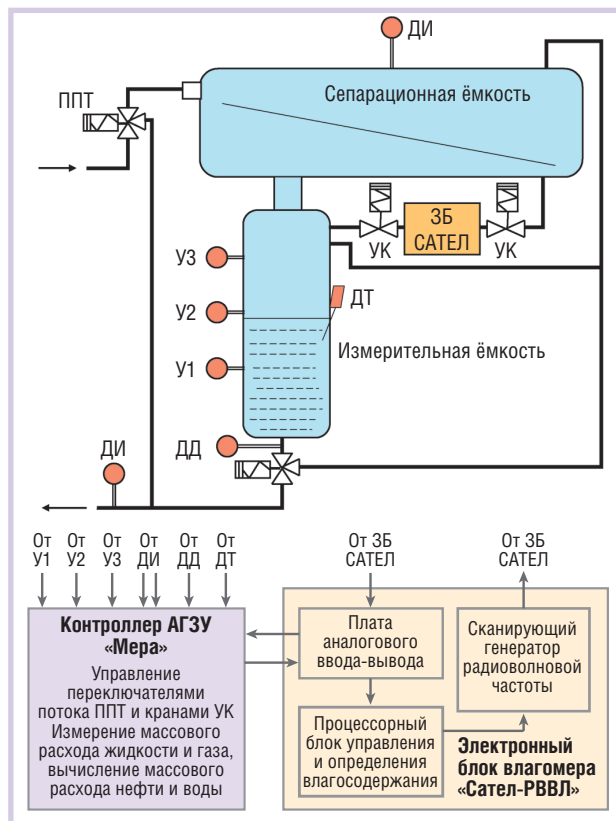 ДИ
ППТ
Сепарационная ёмкость
ЗБ
САТЕЛ
УК
УК
У3
ДТ
У2
Измерительная ёмкость
У1
ДД
ДИ
От
У1
От
У2
От
У3
От
ДИ
От
ДД
От
ДТ
От ЗБ
САТЕЛ
От ЗБ
САТЕЛ
Контроллер АГЗУ
«Мера»
Управление
переключателями
потока ППТ и кранами УК
Измерение массового
расхода жидкости и газа,
вычисление массового
расхода нефти и воды
Плата
аналогового
ввода-вывода
Сканирующий
генератор
радиоволновой
частоты
Процессорный
блок управления
и определения
влагосодержания
Электронный
блок влагомера
«Сател-РВВЛ»